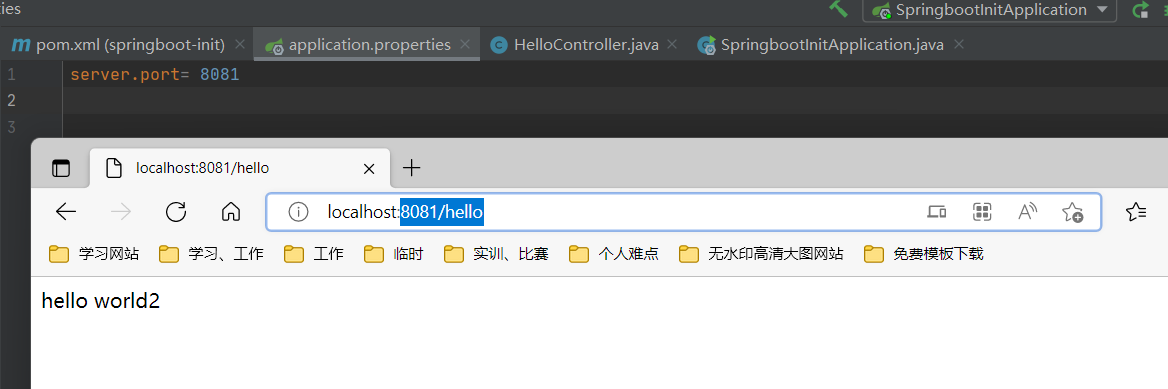 ies
SpringbootInitApplication
pom.xml (springboot-init)
application.properties
HelloController.java
SpringbootInitApplication.java
1
server.port= 8081
2
3
localhost:8081/hello
localhost:8081/hello
学习网站
学习、工作
工作
临时
实训、比赛
个人难点
无水印高清大图网站
免费模板下载
hello world2